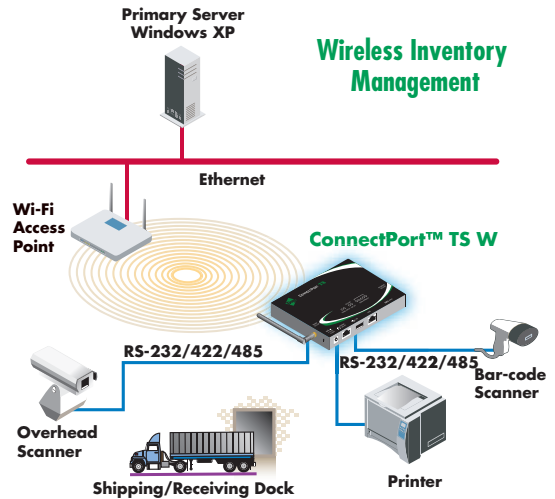 Primary Server
Windows XP
Wireless Inventory
Management
Ethernet
Wi-Fi
Access
Point
ConnectPort™ TS W
ConnectPort
RS-232/422/485
RS-232/422/485
Bar-code
Scanner
Overhead
Scanner
Printer
Shipping/Receiving Dock